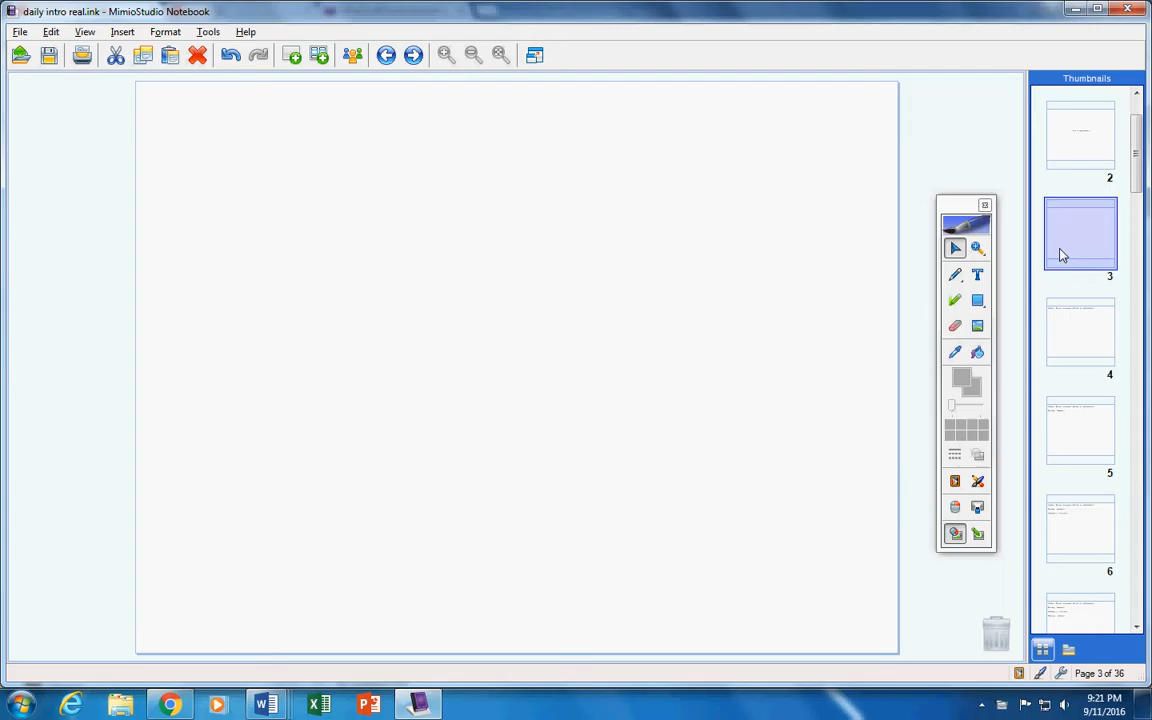 daily intro real.ink - MimioStudio Notebook
File Edit View Insert Format Tools Help
Thumbnails
2
3
4
5
6
Page 3 of 36
9:21 PM
9/11/2016